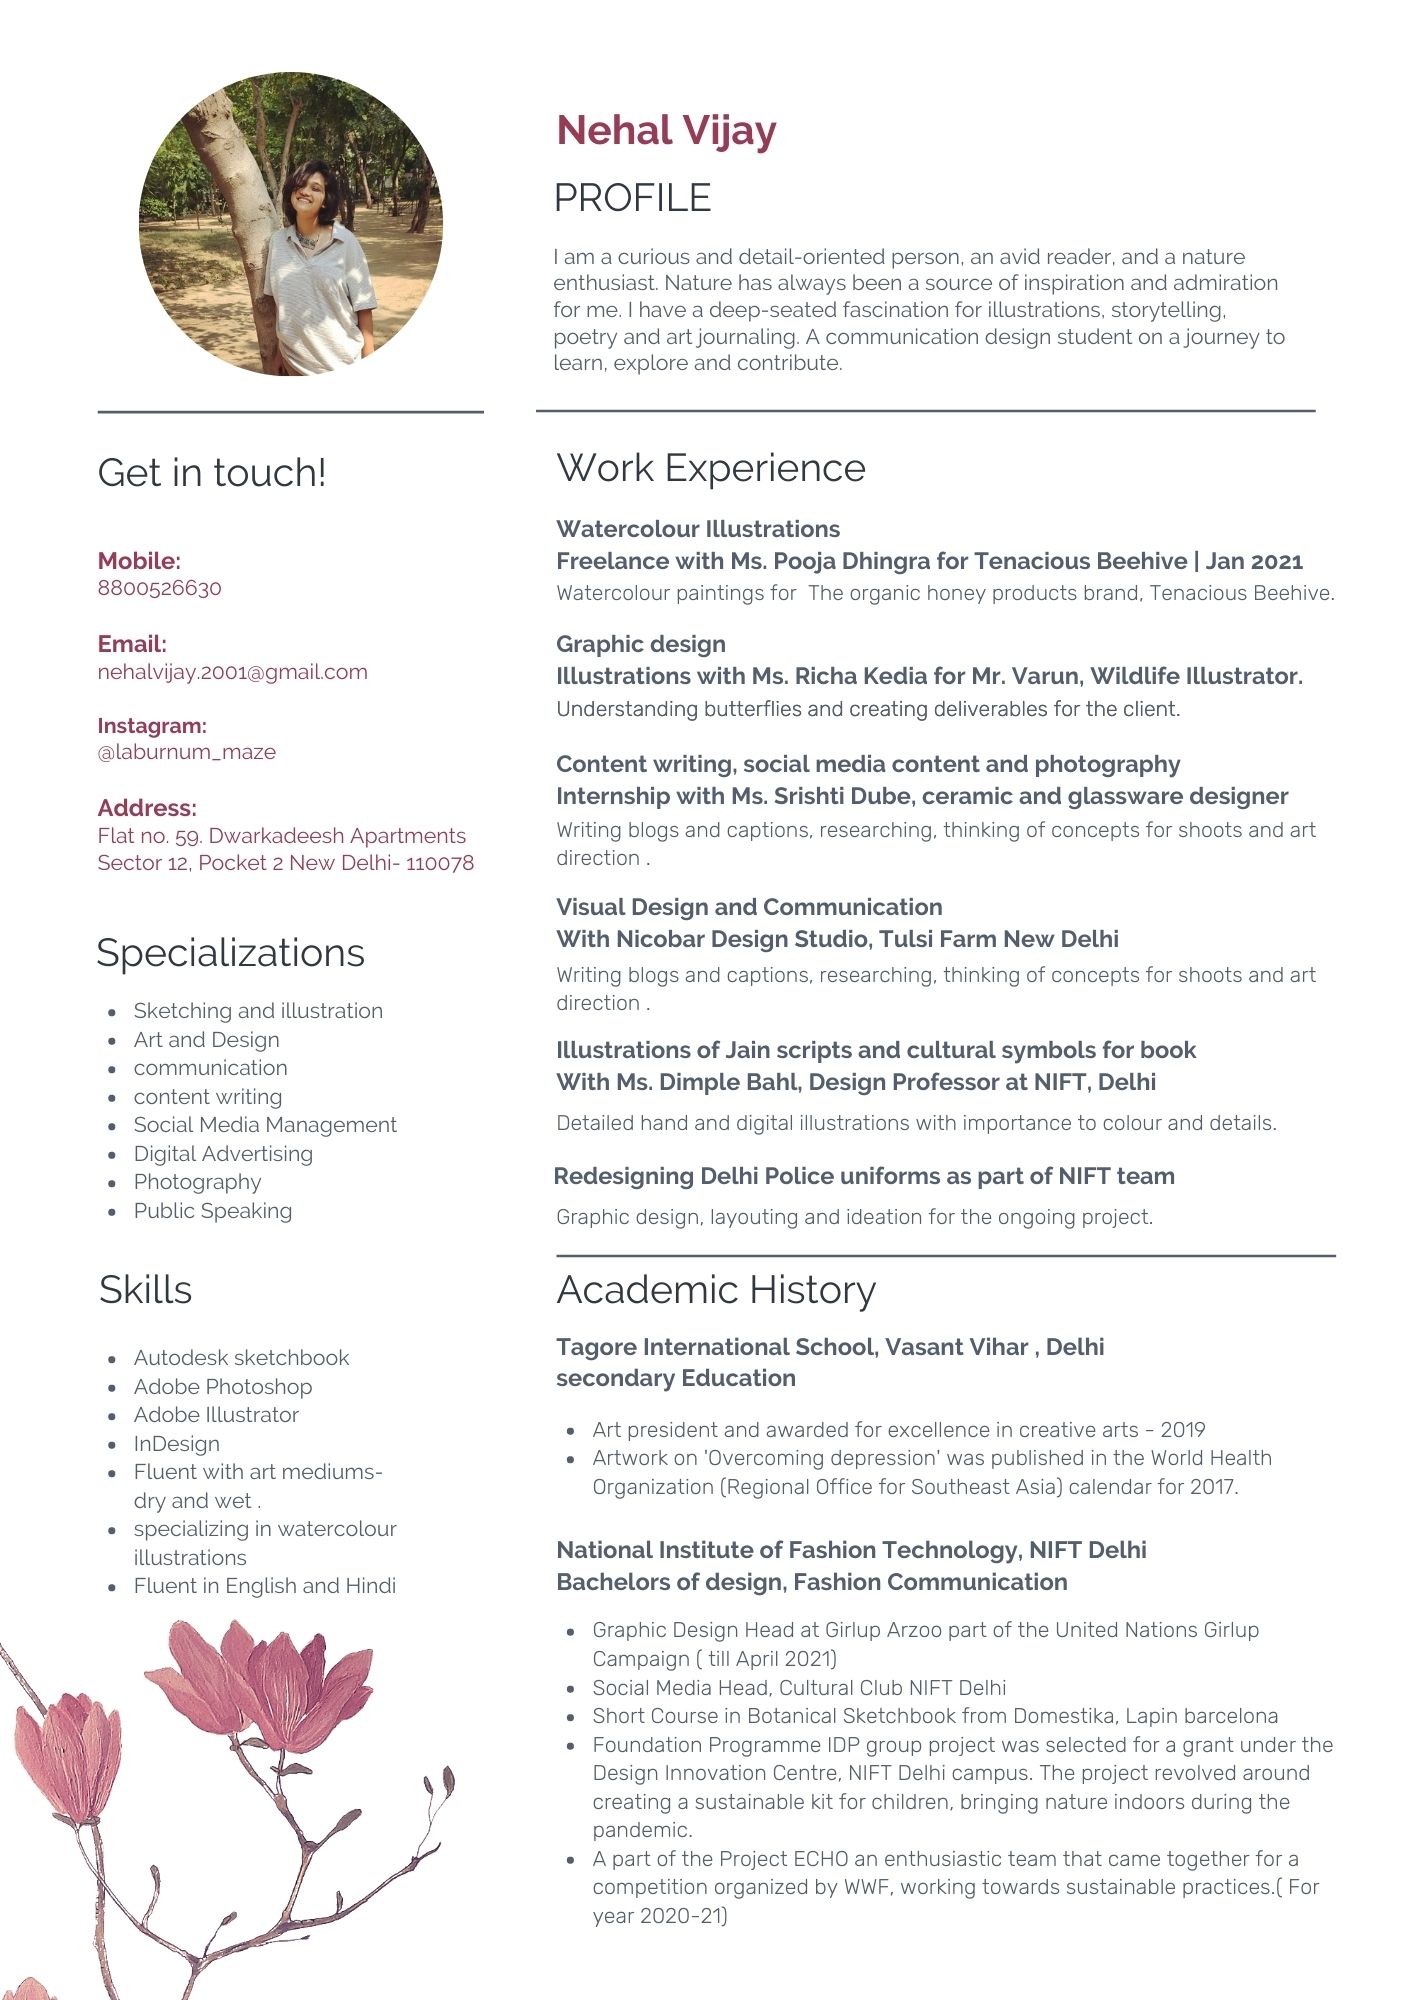 Nehal Vijay
PROFILE
I am a curious and detail-oriented person, an avid reader, and a nature
enthusiast. Nature has always been a source of inspiration and admiration
for me. I have a deep-seated fascination for illustrations, storytelling,
poetry and art journaling. A communication design student on a journey to
learn, explore and contribute.
Get in touch!
Mobile:
8800526630
Email:
nehalvijay.2001@gmail.com
Instagram:
@laburnum_maze
Address:
Flat no. 59. Dwarkadeesh Apartments
Sector 12, Pocket 2 New Delhi- 110078
Specializations
• Sketching and illustration
• Art and Design
• communication
• content writing
• Social Media Management
• Digital Advertising
• Photography
• Public Speaking
Skills
• Autodesk sketchbook
• Adobe Photoshop
• Adobe Illustrator
• InDesign
• Fluent with art mediums-
dry and wet .
• specializing in watercolour
illustrations
• Fluent in English and Hindi
Work Experience
Watercolour Illustrations
Freelance with Ms. Pooja Dhingra for Tenacious Beehive | Jan 2021
Watercolour paintings for  The organic honey products brand, Tenacious Beehive.
Graphic design
Illustrations with Ms. Richa Kedia for Mr. Varun, Wildlife Illustrator.
Understanding butterflies and creating deliverables for the client.
Content writing, social media content and photography
Internship with Ms. Srishti Dube, ceramic and glassware designer
Writing blogs and captions, researching, thinking of concepts for shoots and art
direction .
Visual Design and Communication
With Nicobar Design Studio, Tulsi Farm New Delhi
Writing blogs and captions, researching, thinking of concepts for shoots and art
direction .
Illustrations of Jain scripts and cultural symbols for book
With Ms. Dimple Bahl, Design Professor at NIFT, Delhi
Detailed hand and digital illustrations with importance to colour and details.
Redesigning Delhi Police uniforms as part of NIFT team
Graphic design, layouting and ideation for the ongoing project.
Academic History
Tagore International School, Vasant Vihar , Delhi
secondary Education
• Art president and awarded for excellence in creative arts - 2019
• Artwork on 'Overcoming depression' was published in the World Health
Organization (Regional Office for Southeast Asia) calendar for 2017.
National Institute of Fashion Technology, NIFT Delhi
Bachelors of design, Fashion Communication
• Graphic Design Head at Girlup Arzoo part of the United Nations Girlup
Campaign ( till April 2021)
• Social Media Head, Cultural Club NIFT Delhi
• Short Course in Botanical Sketchbook from Domestika, Lapin barcelona
• Foundation Programme IDP group project was selected for a grant under the
Design Innovation Centre, NIFT Delhi campus. The project revolved around
creating a sustainable kit for children, bringing nature indoors during the
pandemic.
• A part of the Project ECHO an enthusiastic team that came together for a
competition organized by WWF, working towards sustainable practices.( For
year 2020-21)